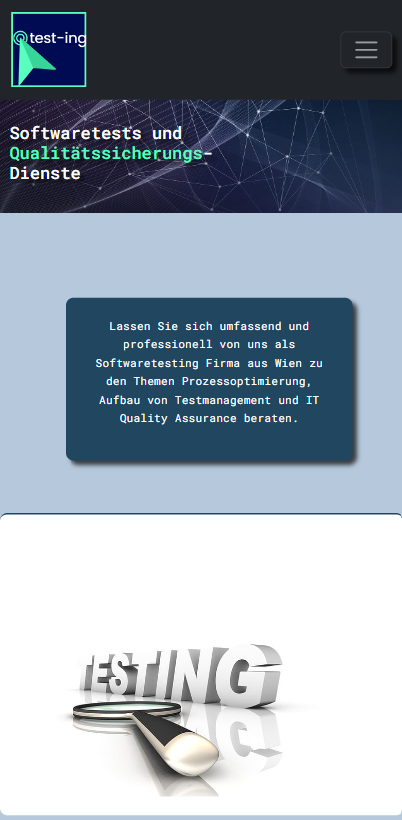 test-ing
Softwaretests und
Qualitätssicherungs-
Dienste
Lassen Sie sich umfassend und
professionell von uns als
Softwaretesting Firma aus Wien zu
den Themen Prozessoptimierung,
Aufbau von Testmanagement und IT
Quality Assurance beraten.
TESTING